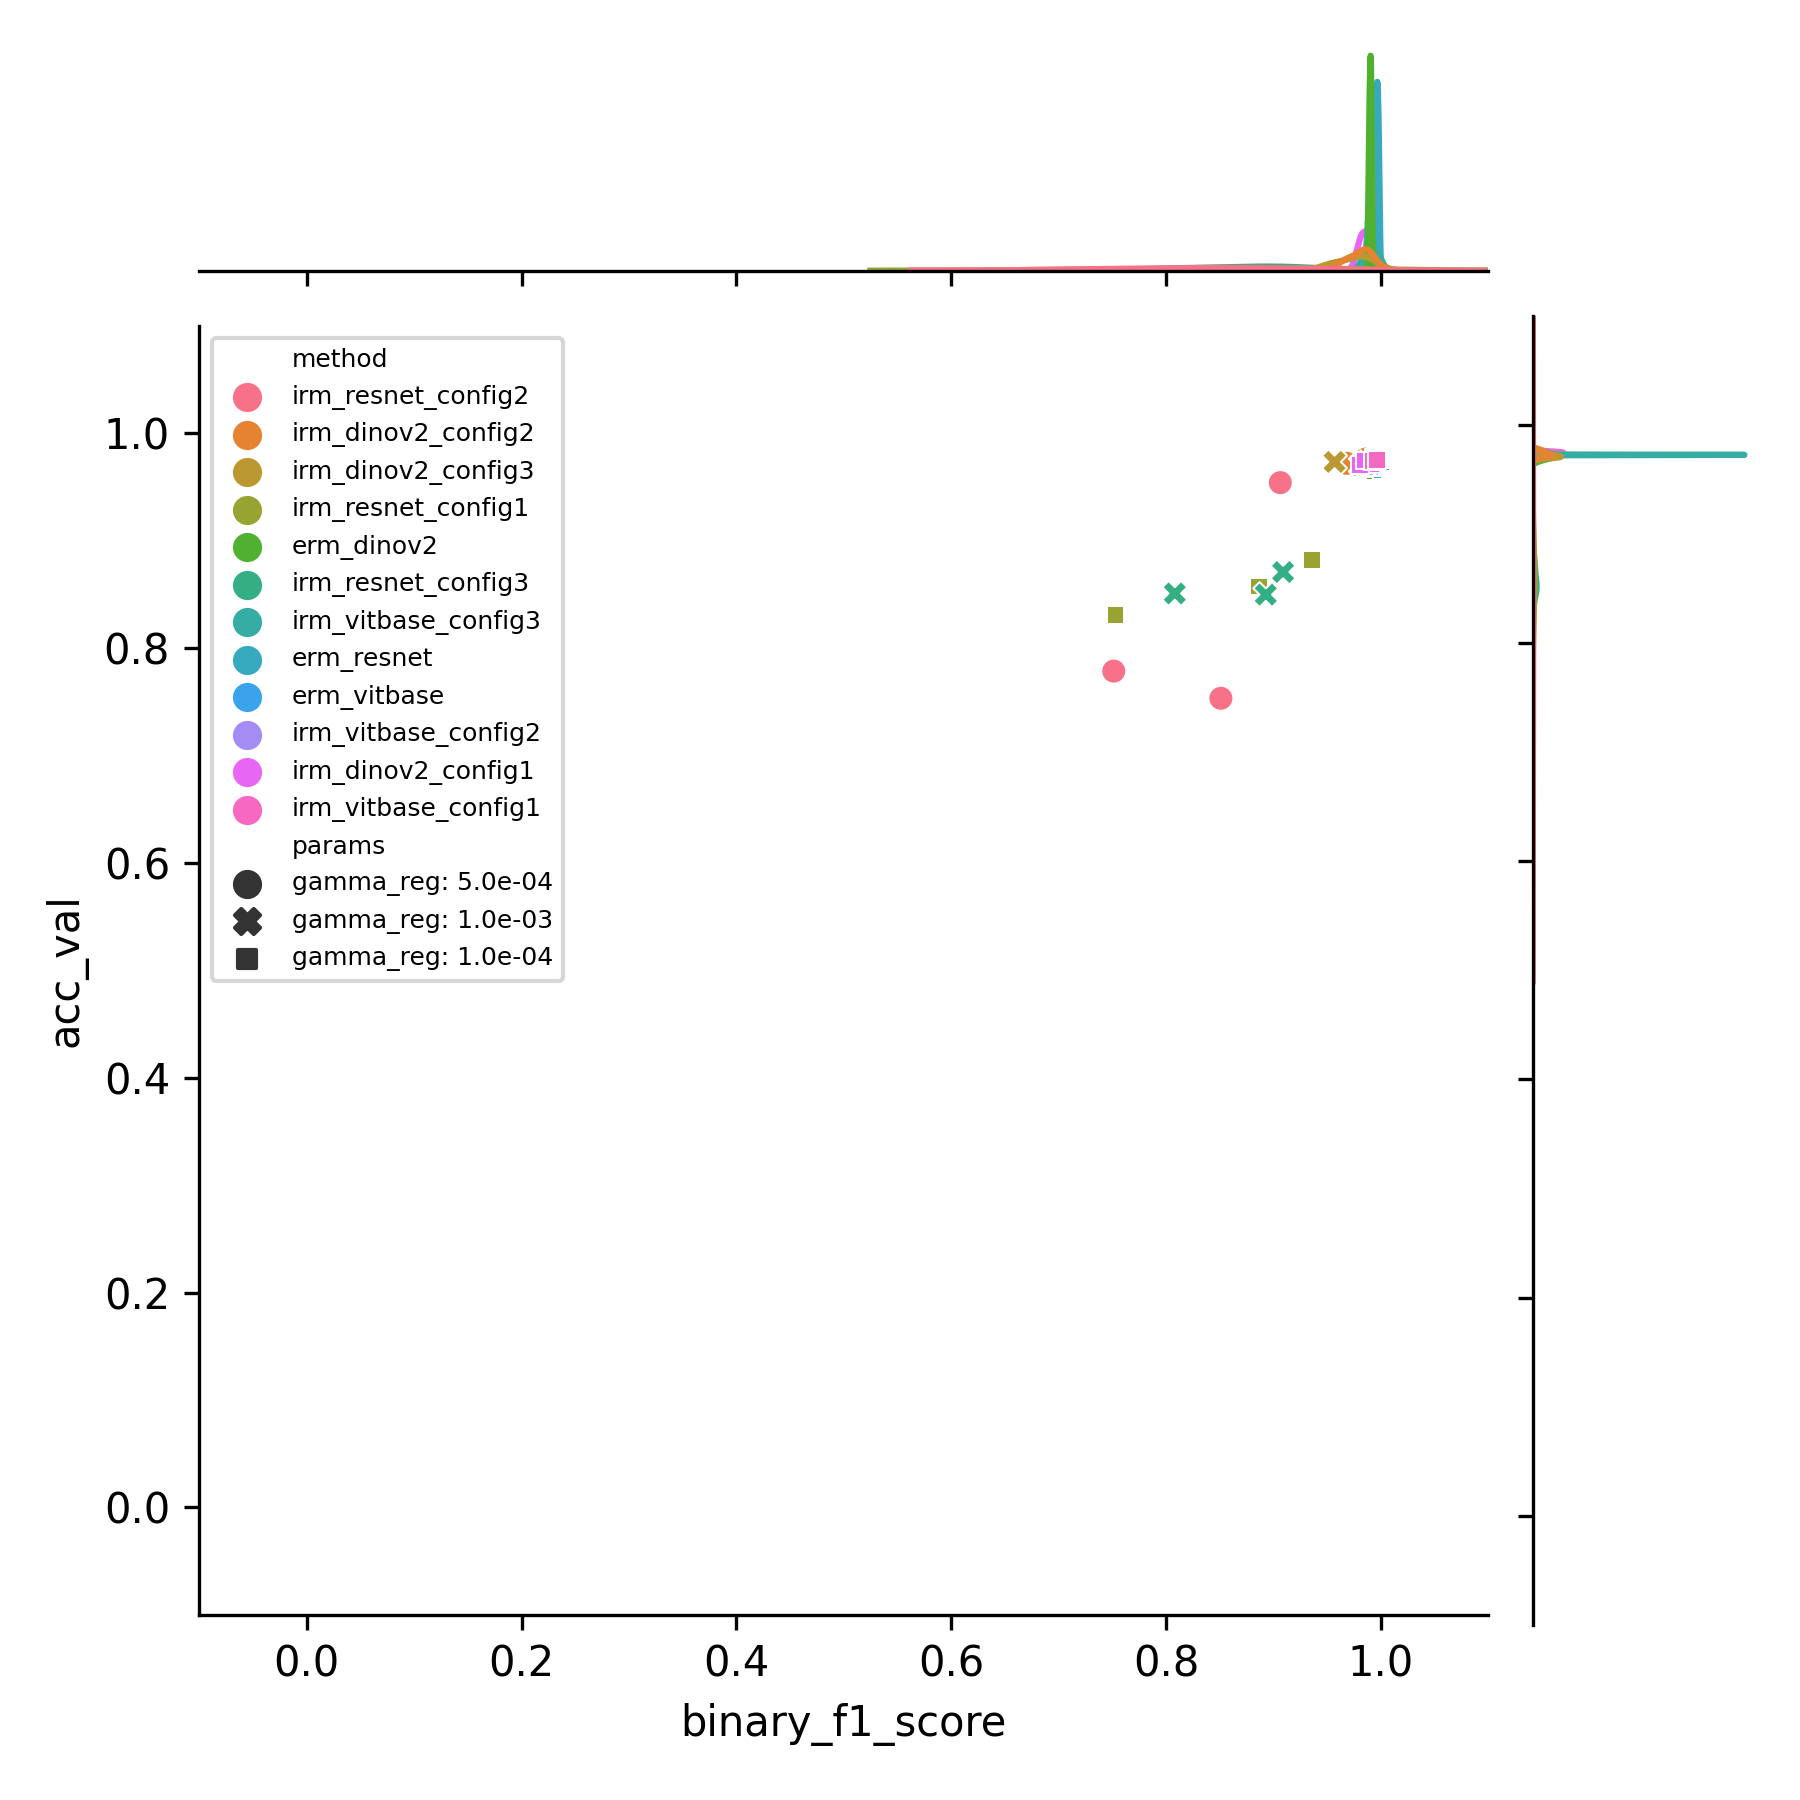 method
irm_resnet_config2
irm_dinov2_config2
irm_dinov2_config3
irm_resnet_config1
erm_dinov2
irm_resnet_config3
irm_vitbase_config3
erm_resnet
erm_vitbase
irm_vitbase_config2
irm_dinov2_config1
irm_vitbase_config1
params
gamma_reg: 5.0e-04
gamma_reg: 1.0e-03
gamma_reg: 1.0e-04
1.0
0.8
0.6
0.4
0.2
0.0
acc_val
0.0 0.2 0.4 0.6 0.8 1.0
binary_f1_score